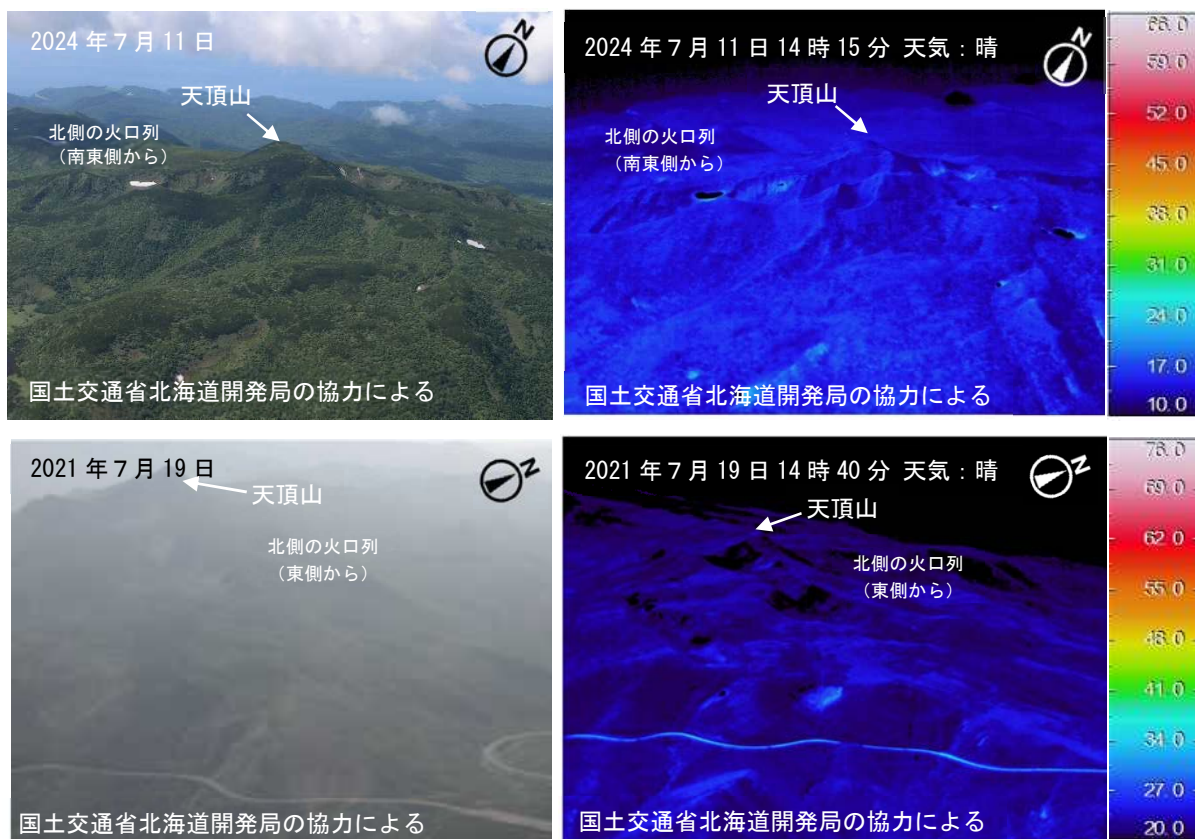 2024年7月11日
N
天頂山
北側の火口列
（南東側から）
国土交通省北海道開発局の協力による
2024年7月11日14時15分 天気：晴
N
天頂山
北側の火口列
（南東側から）
国土交通省北海道開発局の協力による
66.0
59.0
52.0
45.0
38.0
31.0
24.0
17.0
10.0
2021年7月19日
N
天頂山
北側の火口列
（東側から）
国土交通省北海道開発局の協力による
2021年7月19日14時40分 天気：晴
N
天頂山
北側の火口列
（東側から）
国土交通省北海道開発局の協力による
76.0
69.0
62.0
55.0
48.0
41.0
34.0
27.0
20.0